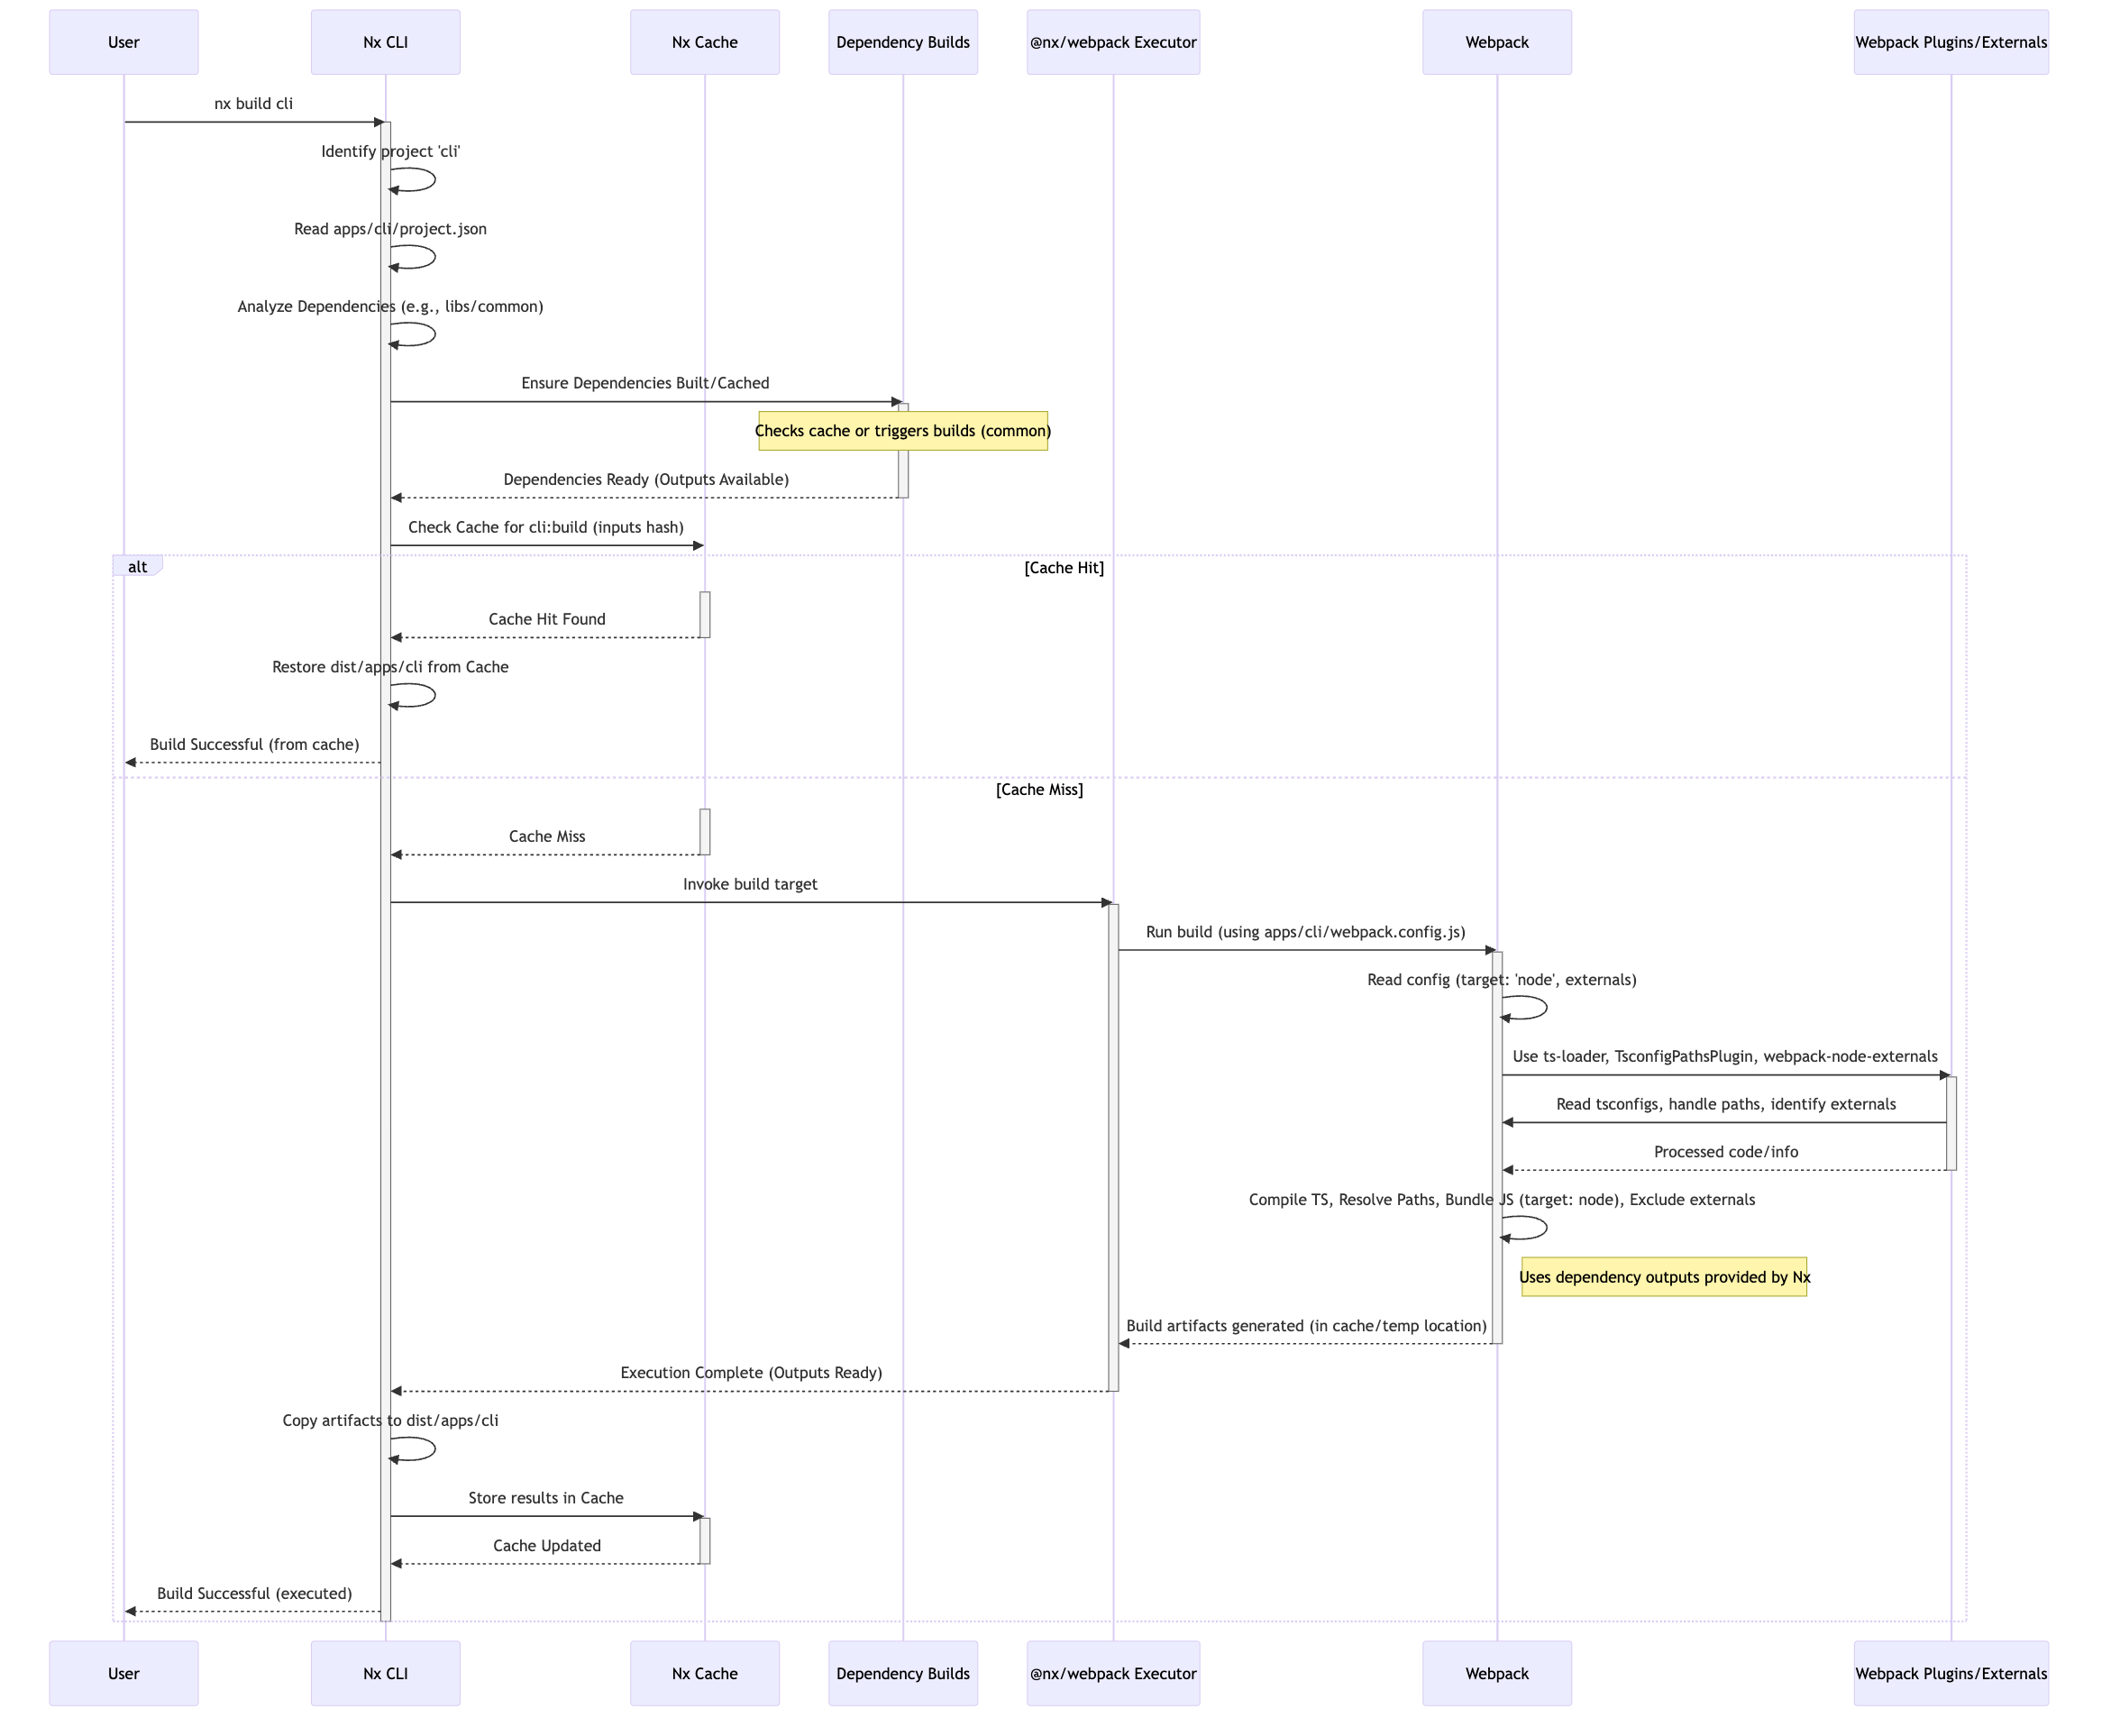 User
Nx CLI
Nx Cache
Dependency Builds
@nx/webpack Executor
Webpack
Webpack Plugins/Externals
nx build cli
Identify project 'cli'
Read apps/cli/project.json
Analyze Dependencies (e.g., libs/common)
Ensure Dependencies Built/Cached
Checks cache or triggers builds (common)
Dependencies Ready (Outputs Available)
Check Cache for cli:build (inputs hash)
alt
[Cache Hit]
Cache Hit Found
Restore dist/apps/cli from Cache
Build Successful (from cache)
[Cache Miss]
Cache Miss
Invoke build target
Run build (using apps/cli/webpack.config.js)
Read config (target: 'node', externals)
Use ts-loader, TsconfigPathsPlugin, webpack-node-externals
Read tsconfigs, handle paths, identify externals
Processed code/info
Compile TS, Resolve Paths, Bundle JS (target: node), Exclude externals
Uses dependency outputs provided by Nx
Build artifacts generated (in cache/temp location)
Execution Complete (Outputs Ready)
Copy artifacts to dist/apps/cli
Store results in Cache
Cache Updated
Build Successful (executed)
User
Nx CLI
Nx Cache
Dependency Builds
@nx/webpack Executor
Webpack
Webpack Plugins/Externals